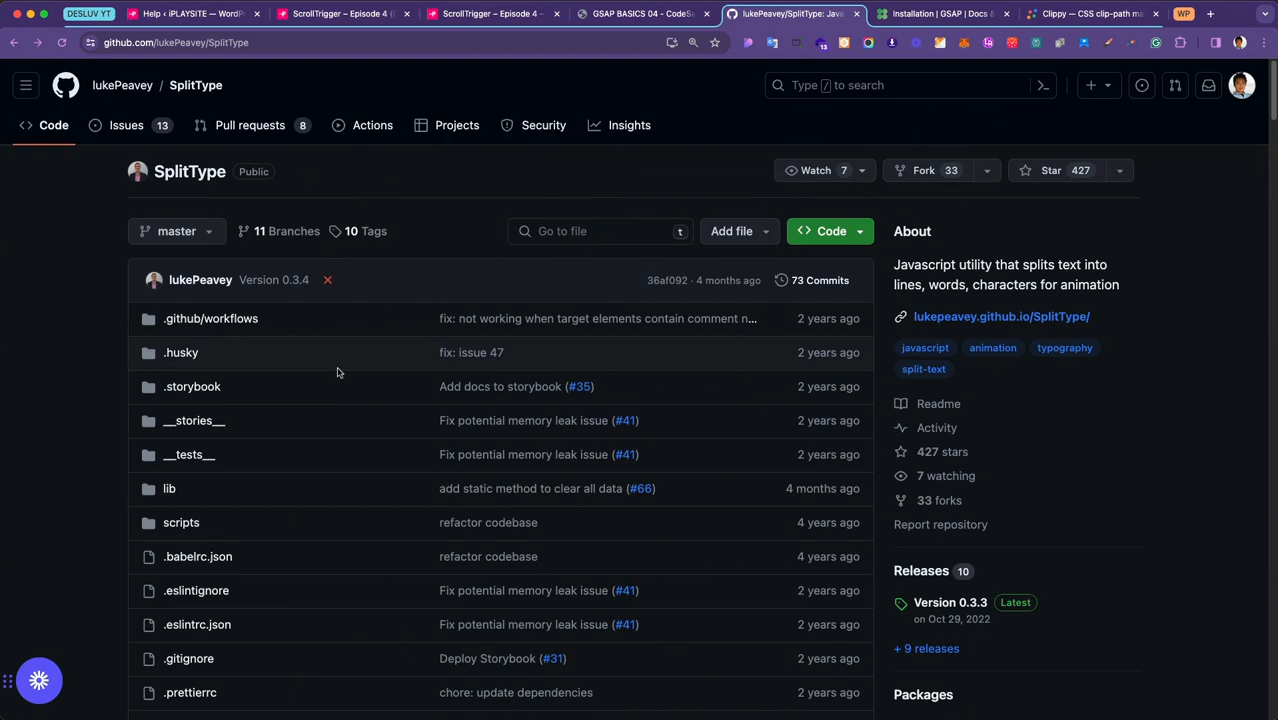 DESLUV YT
Help ‹ iPLAYSITE — WordP
ScrollTrigger – Episode 4 (
ScrollTrigger – Episode 4 –
GSAP BASICS 04 - CodeSa
lukePeavey/SplitType: Java
Installation | GSAP | Docs &
Clippy — CSS clip-path ma
WP
github.com/lukePeavey/SplitType
13
lukePeavey / SplitType
Type / to search
Code
Issues 13
Pull requests 8
Actions
Projects
Security
Insights
SplitType Public
Watch 7
Fork 33
Star 427
master
11 Branches
10 Tags
Go to file t
Add file
Code
lukePeavey Version 0.3.4
36af092 · 4 months ago
73 Commits
.github/workflows fix: not working when target elements contain comment n... 2 years ago
.husky fix: issue 47 2 years ago
.storybook Add docs to storybook (#35) 2 years ago
__stories__ Fix potential memory leak issue (#41) 2 years ago
__tests__ Fix potential memory leak issue (#41) 2 years ago
lib add static method to clear all data (#66) 4 months ago
scripts refactor codebase 4 years ago
.babelrc.json refactor codebase 4 years ago
.eslintignore Fix potential memory leak issue (#41) 2 years ago
.eslintrc.json Fix potential memory leak issue (#41) 2 years ago
.gitignore Deploy Storybook (#31) 2 years ago
.prettierrc chore: update dependencies 2 years ago
About
Javascript utility that splits text into
lines, words, characters for animation
lukepeavey.github.io/SplitType/
javascript animation typography
split-text
Readme
Activity
427 stars
7 watching
33 forks
Report repository
Releases 10
Version 0.3.3 Latest
on Oct 29, 2022
+ 9 releases
Packages